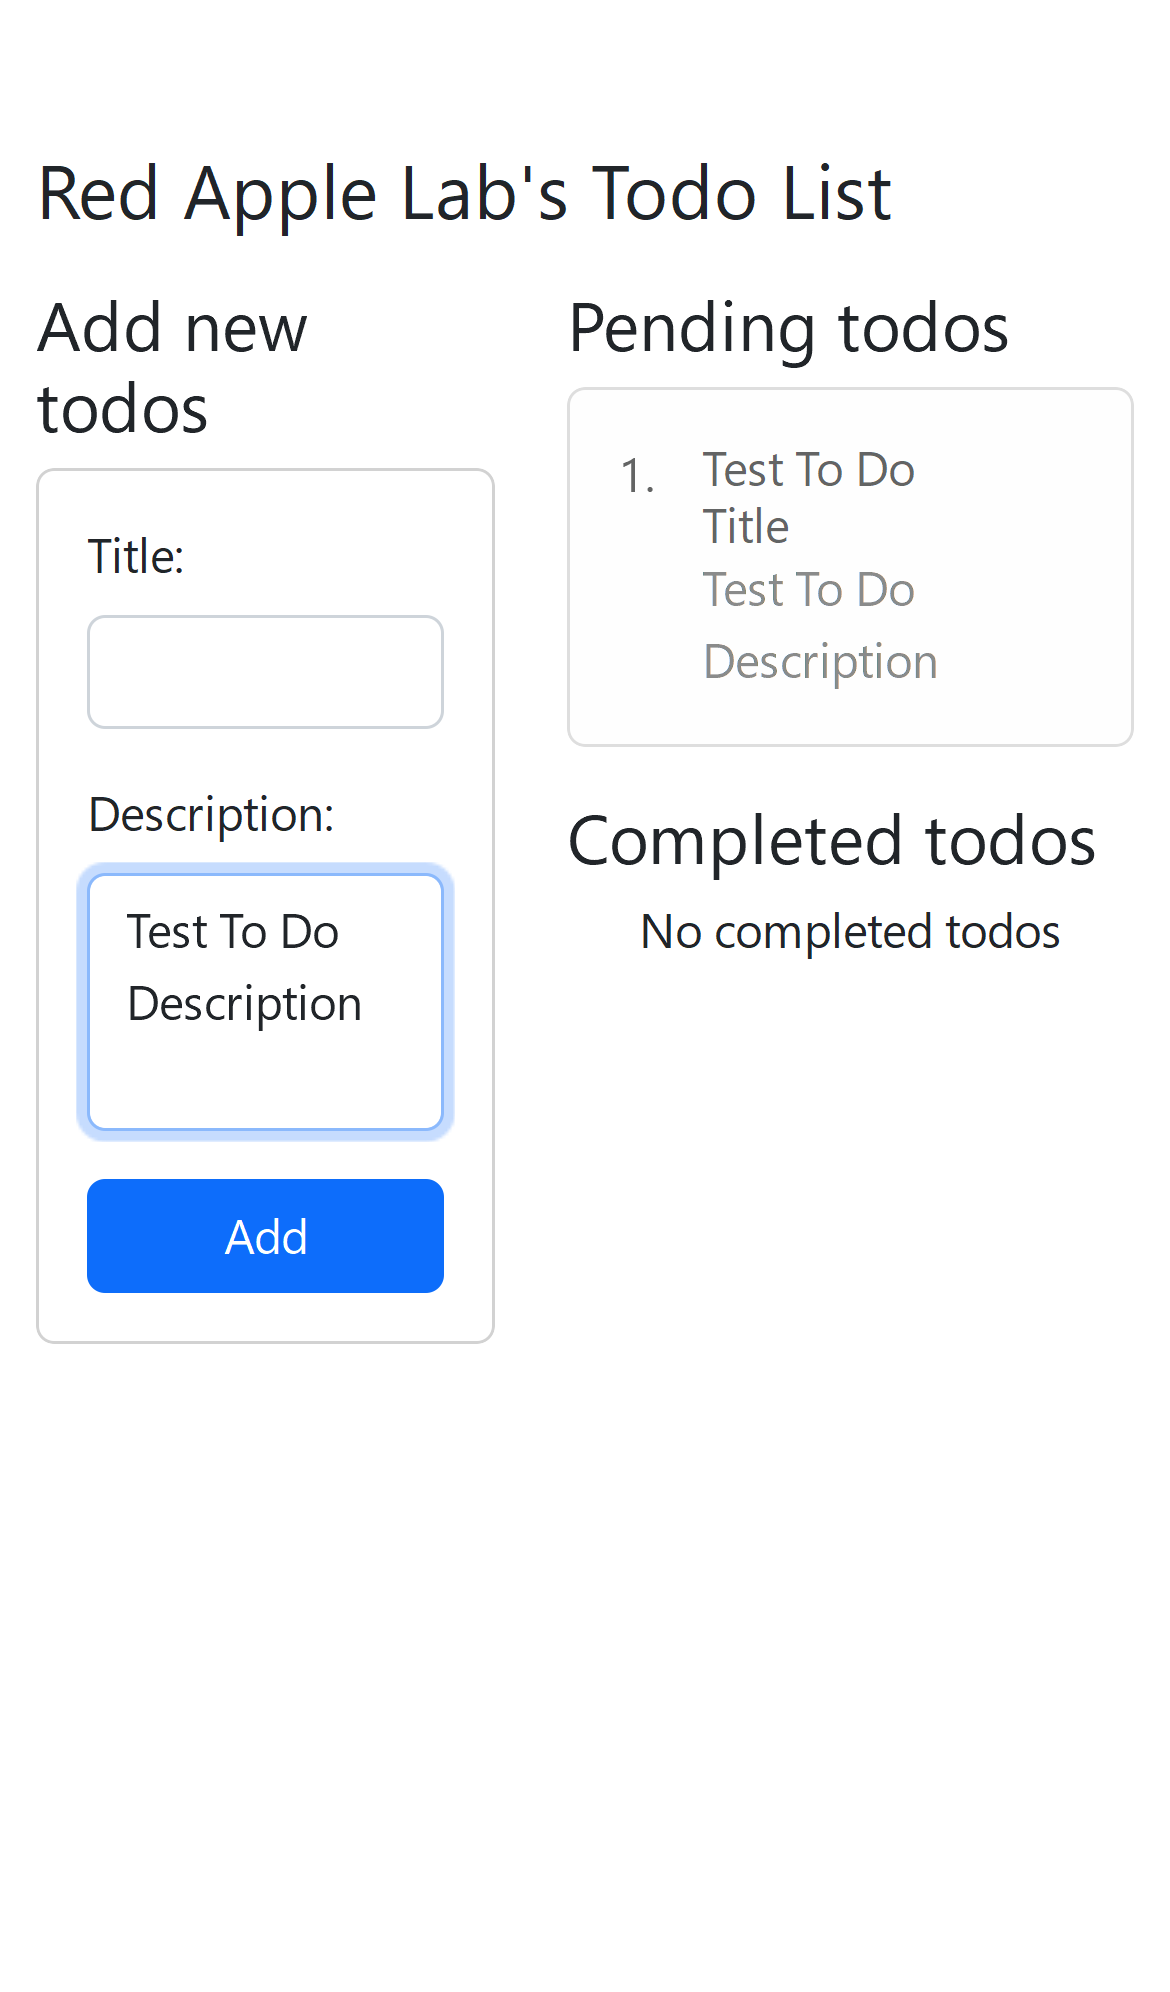 Red Apple Lab's Todo List
Add new
todos
Title:
Description:
Test To Do
Description
Add
Pending todos
1. Test To Do
Title
Test To Do
Description
Completed todos
No completed todos